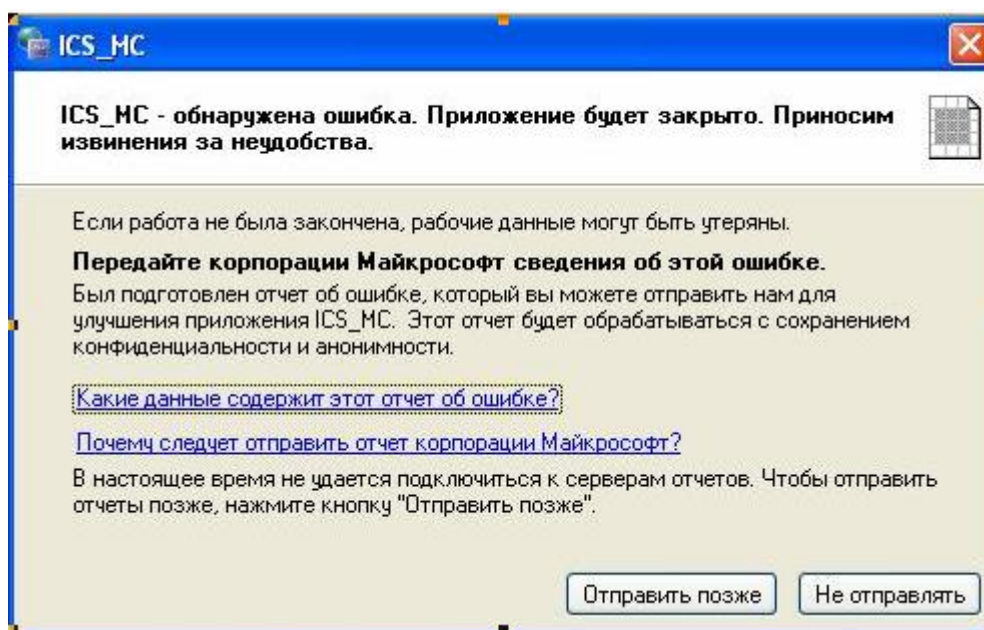 ICS_MC
ICS_MC - обнаружена ошибка. Приложение будет закрыто. Приносим
извинения за неудобства.
Если работа не была закончена, рабочие данные могут быть утеряны.
Передайте корпорации Майкрософт сведения об этой ошибке.
Был подготовлен отчет об ошибке, который вы можете отправить нам для
улучшения приложения ICS_MC. Этот отчет будет обрабатываться с сохранением
конфиденциальности и анонимности.
Какие данные содержит этот отчет об ошибке?
Почему следует отправить отчет корпорации Майкрософт?
В настоящее время не удается подключиться к серверам отчетов. Чтобы отправить
отчеты позже, нажмите кнопку "Отправить позже".
Отправить позже Не отправлять